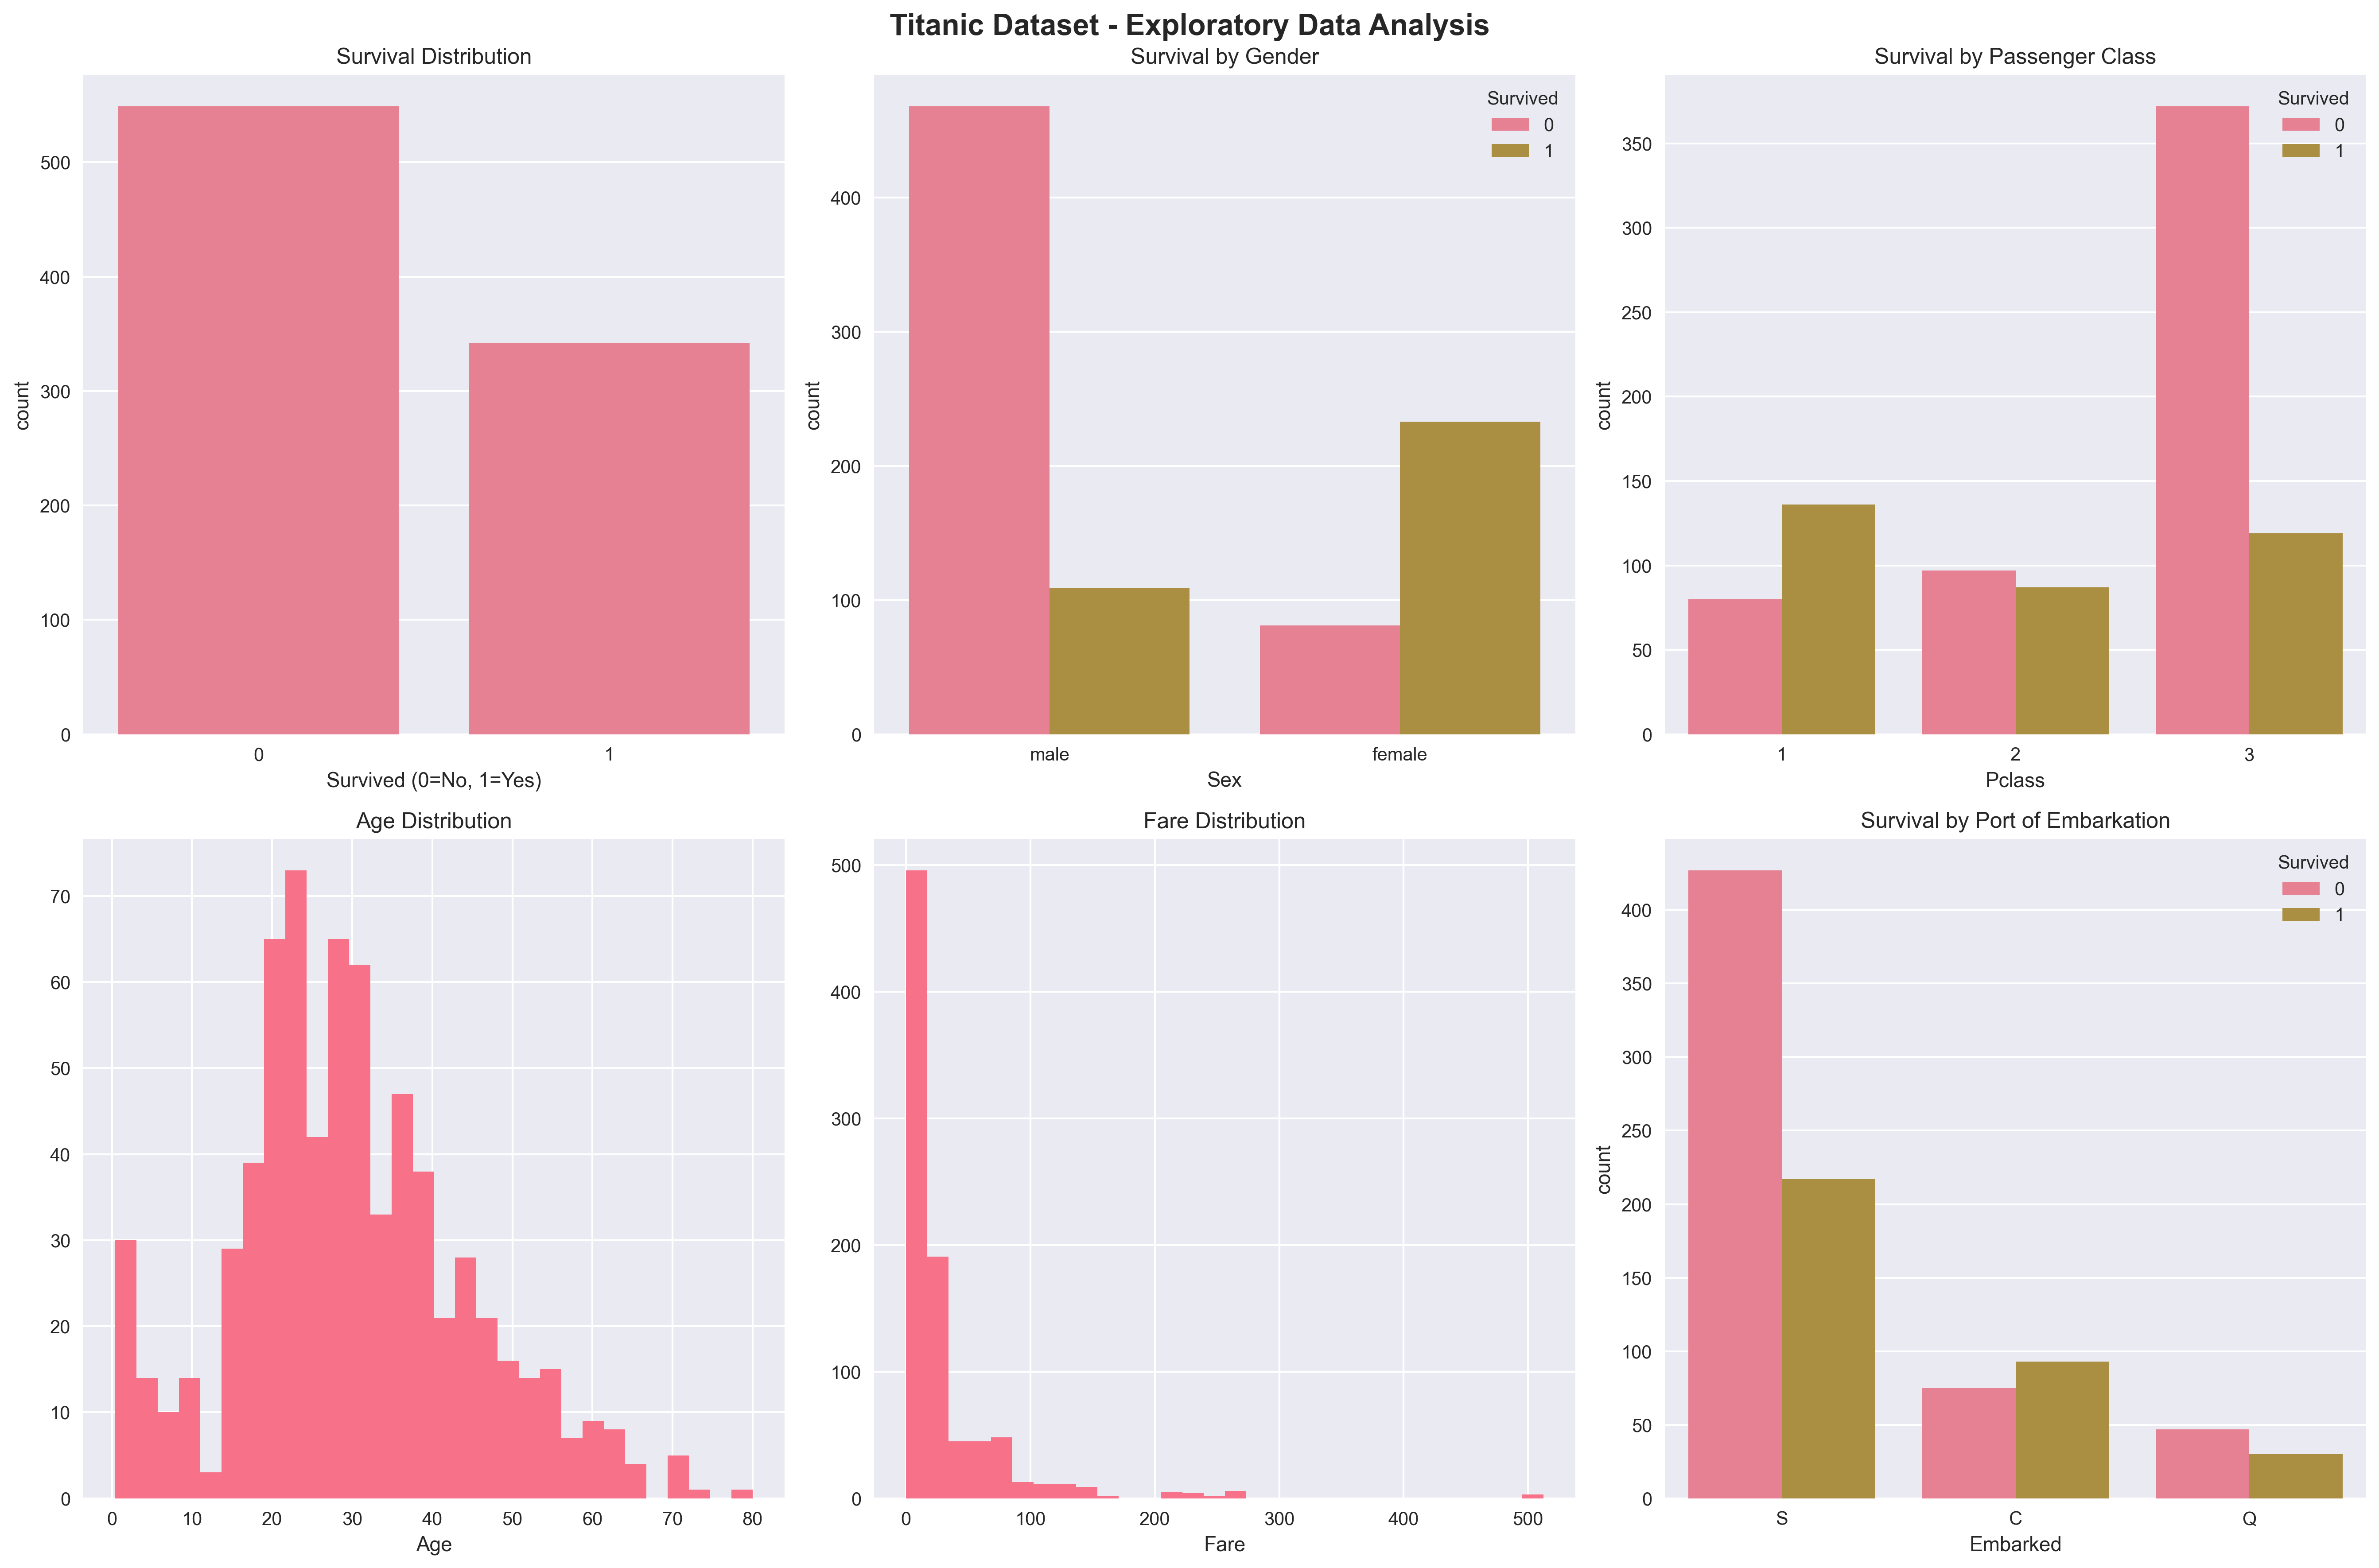 Titanic Dataset - Exploratory Data Analysis
Survival Distribution
500
400
300
200
100
0
count
0 1
Survived (0=No, 1=Yes)
Survival by Gender
Survived
0
1
400
300
200
100
0
count
male female
Sex
Survival by Passenger Class
Survived
0
1
350
300
250
200
150
100
50
0
count
1 2 3
Pclass
Age Distribution
70
60
50
40
30
20
10
0
0 10 20 30 40 50 60 70 80
Age
Fare Distribution
500
400
300
200
100
0
0 100 200 300 400 500
Fare
Survival by Port of Embarkation
Survived
0
1
400
350
300
250
200
150
100
50
0
count
S C Q
Embarked